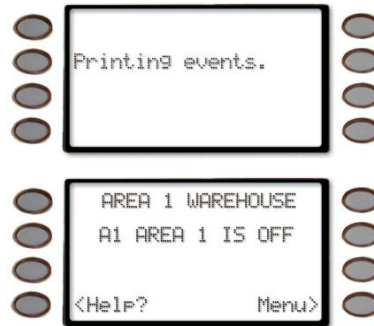 Printing events.
AREA 1 WAREHOUSE
A1 AREA 1 IS OFF
<Help? Menu>